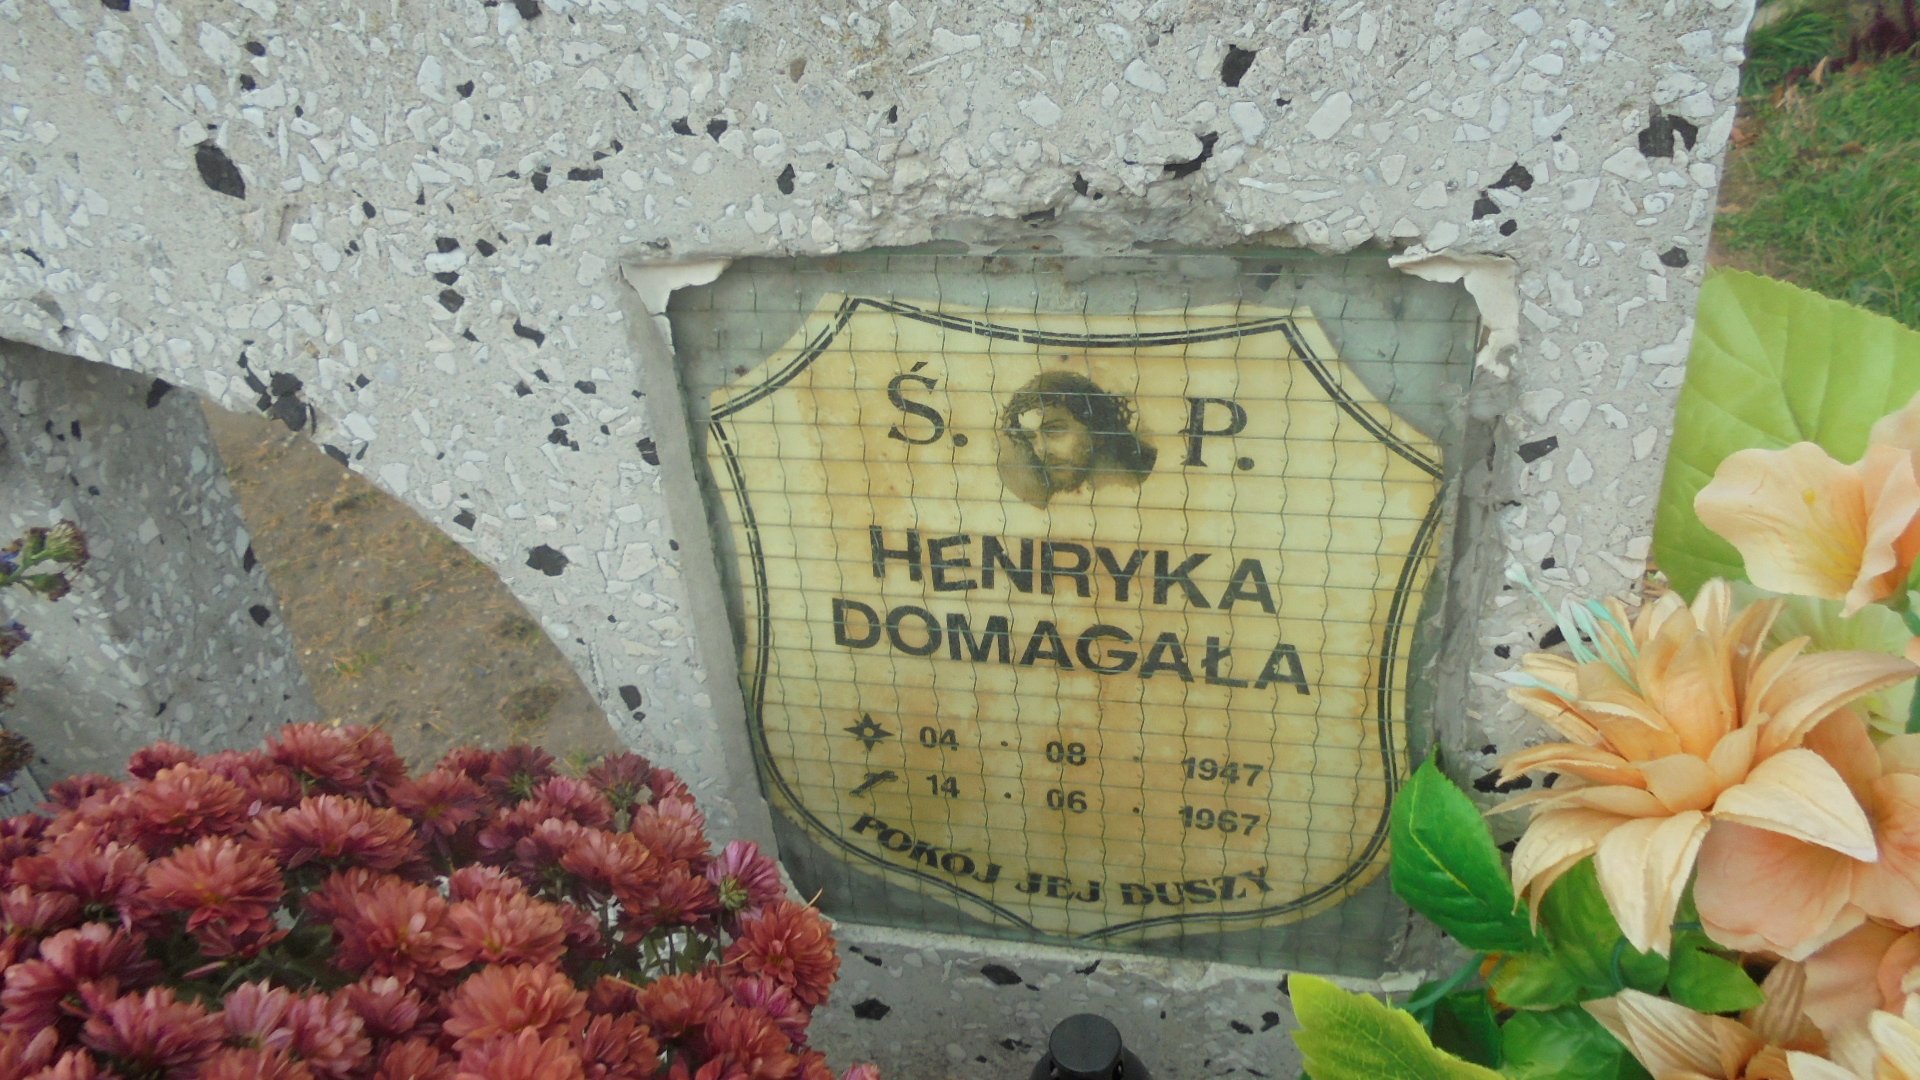 Ś. P.
HENRYKA
DOMAGAŁA
04 · 08 · 1947
14 · 06 · 1967
POKÓJ JEJ DUSZY